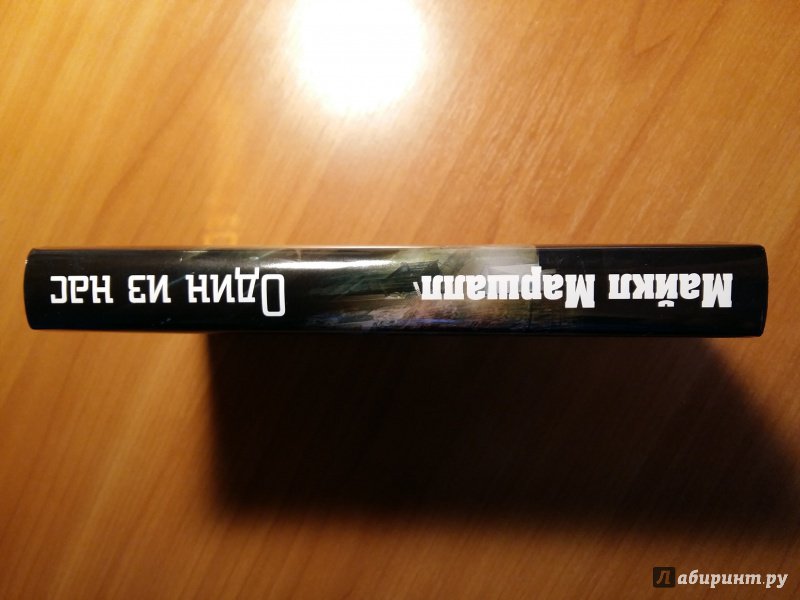 Майкл Маршалл
Один из нас
Лабиринт.ру